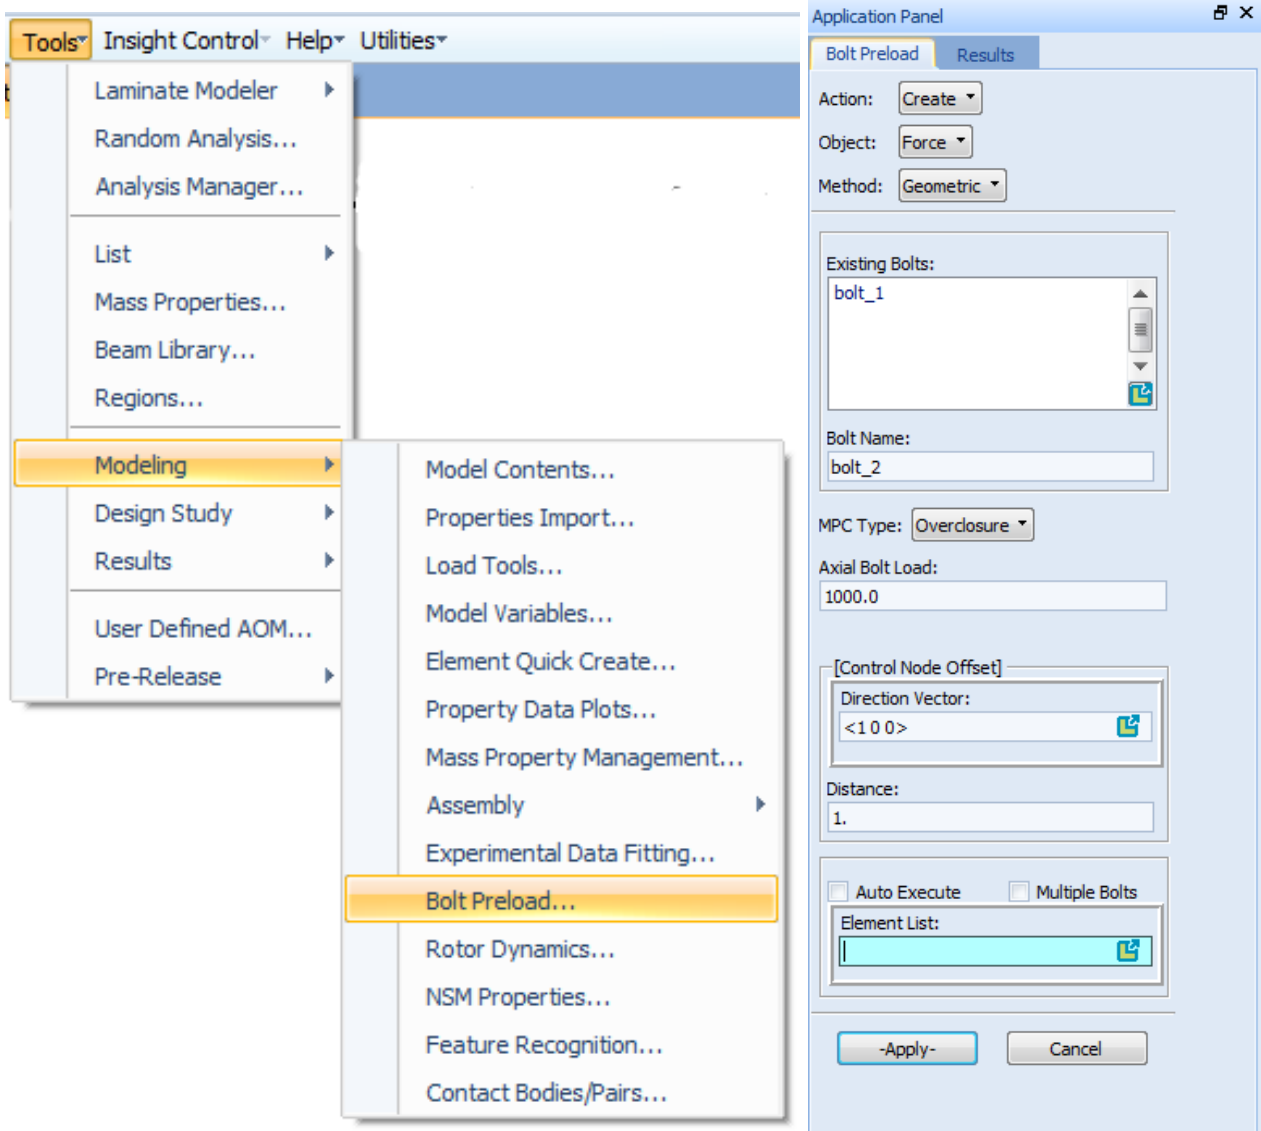 Tools Insight Control Help Utilities
Laminate Modeler
Random Analysis...
Analysis Manager...
List
Mass Properties...
Beam Library...
Regions...
Modeling
Design Study
Results
User Defined AOM...
Pre-Release
Model Contents...
Properties Import...
Load Tools...
Model Variables...
Element Quick Create...
Property Data Plots...
Mass Property Management...
Assembly
Experimental Data Fitting...
Bolt Preload...
Rotor Dynamics...
NSM Properties...
Feature Recognition...
Contact Bodies/Pairs...
Application Panel
Bolt Preload Results
Action: Create
Object: Force
Method: Geometric
Existing Bolts:
bolt_1
Bolt Name:
bolt_2
MPC Type: Overclosure
Axial Bolt Load:
1000.0
[Control Node Offset]
Direction Vector:
<1 0 0>
Distance:
1.
Auto Execute Multiple Bolts
Element List:
-Apply- Cancel